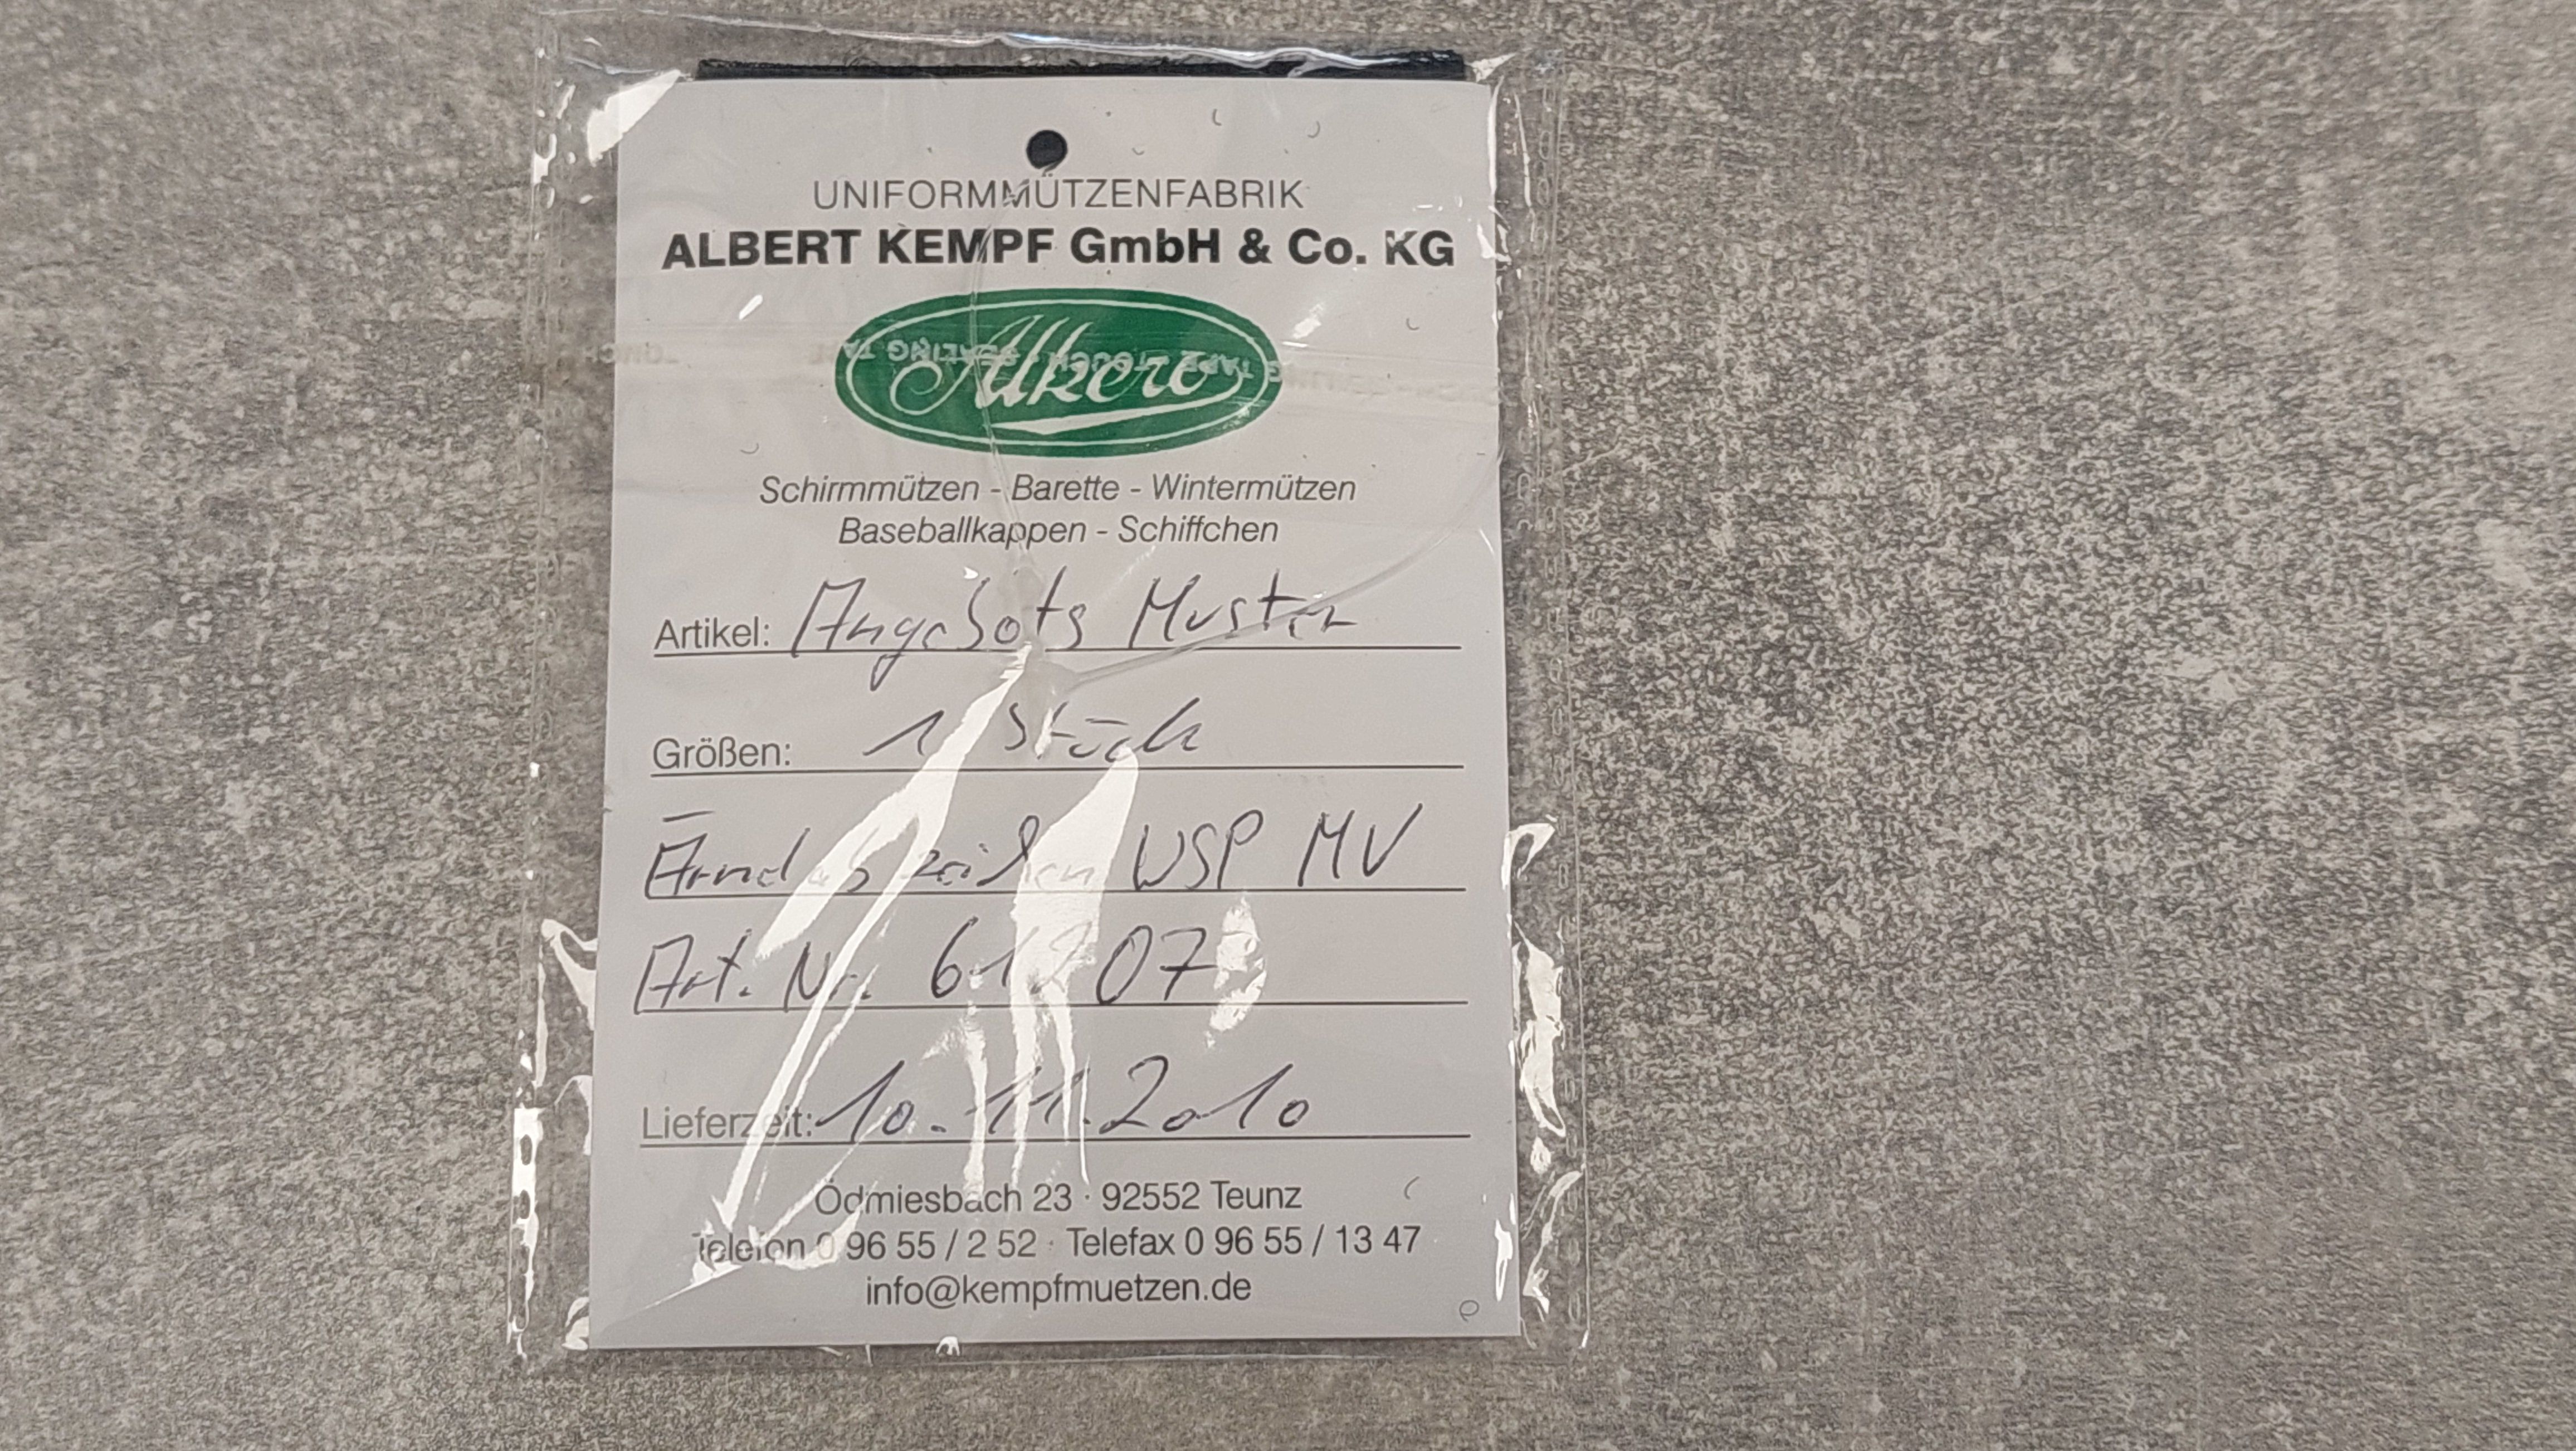 UNIFORMMÜTZENFABRIK
ALBERT KEMPF GmbH & Co. KG
Alkero
Schirmmützen - Barette - Wintermützen
Baseballkappen - Schiffchen
Artikel: Angebots Muster
Größen: 1 Stück
WSP MV
Art. Nr. 07
Lieferzeit: 10.11.2010
Ödmiesbach 23 · 92552 Teunz
Telefon 0 96 55 / 2 52 · Telefax 0 96 55 / 13 47
info@kempfmuetzen.de